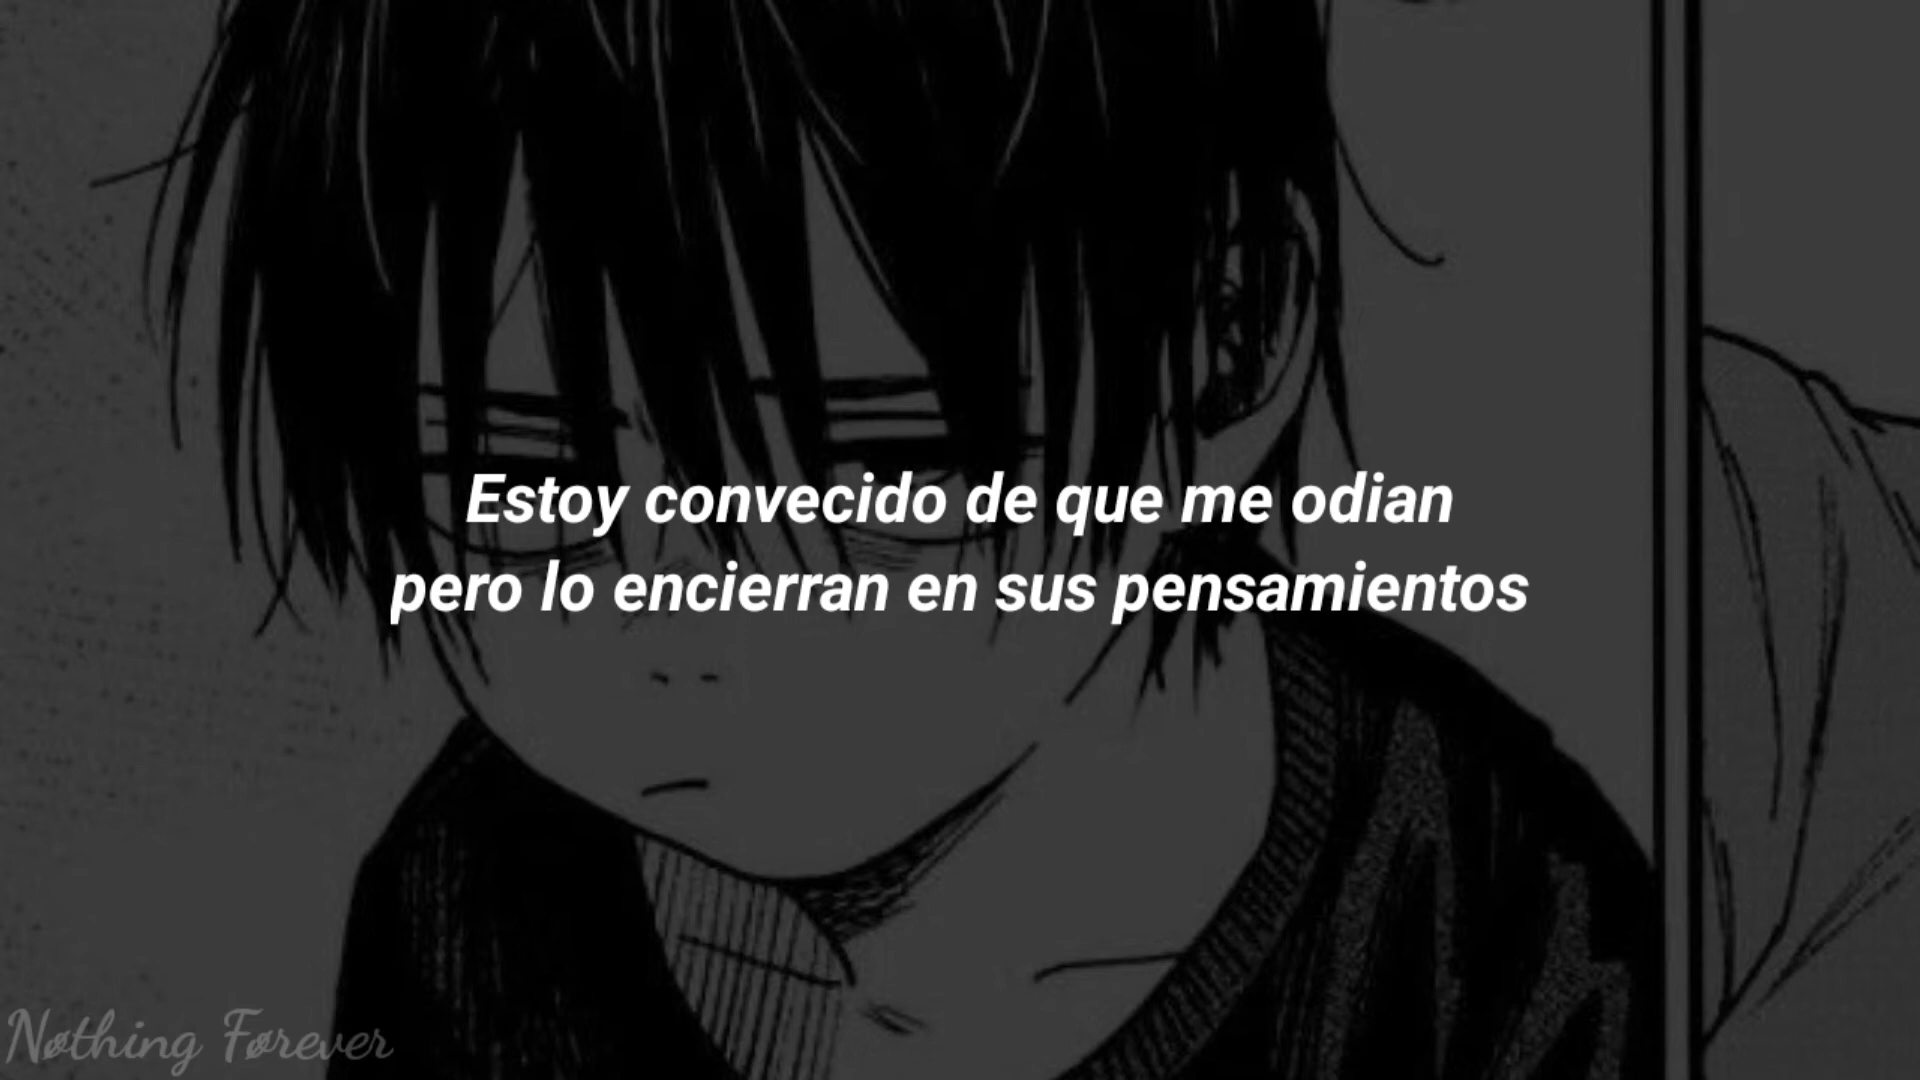 Estoy convecido de que me odian
pero lo encierran en sus pensamientos
Nøthing Førever